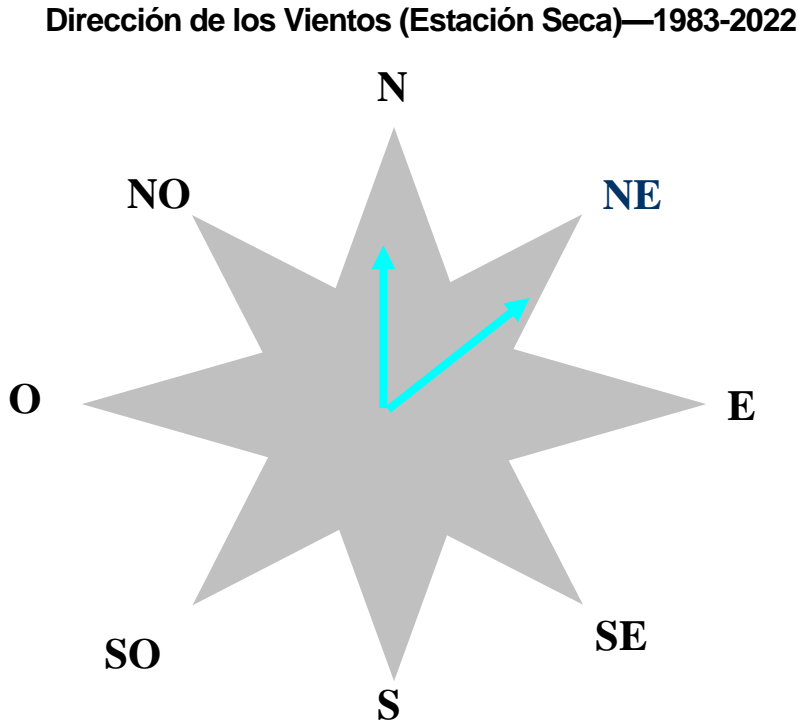 Dirección de los Vientos (Estación Seca)—1983-2022
N
NO
NE
O
E
SO
SE
S